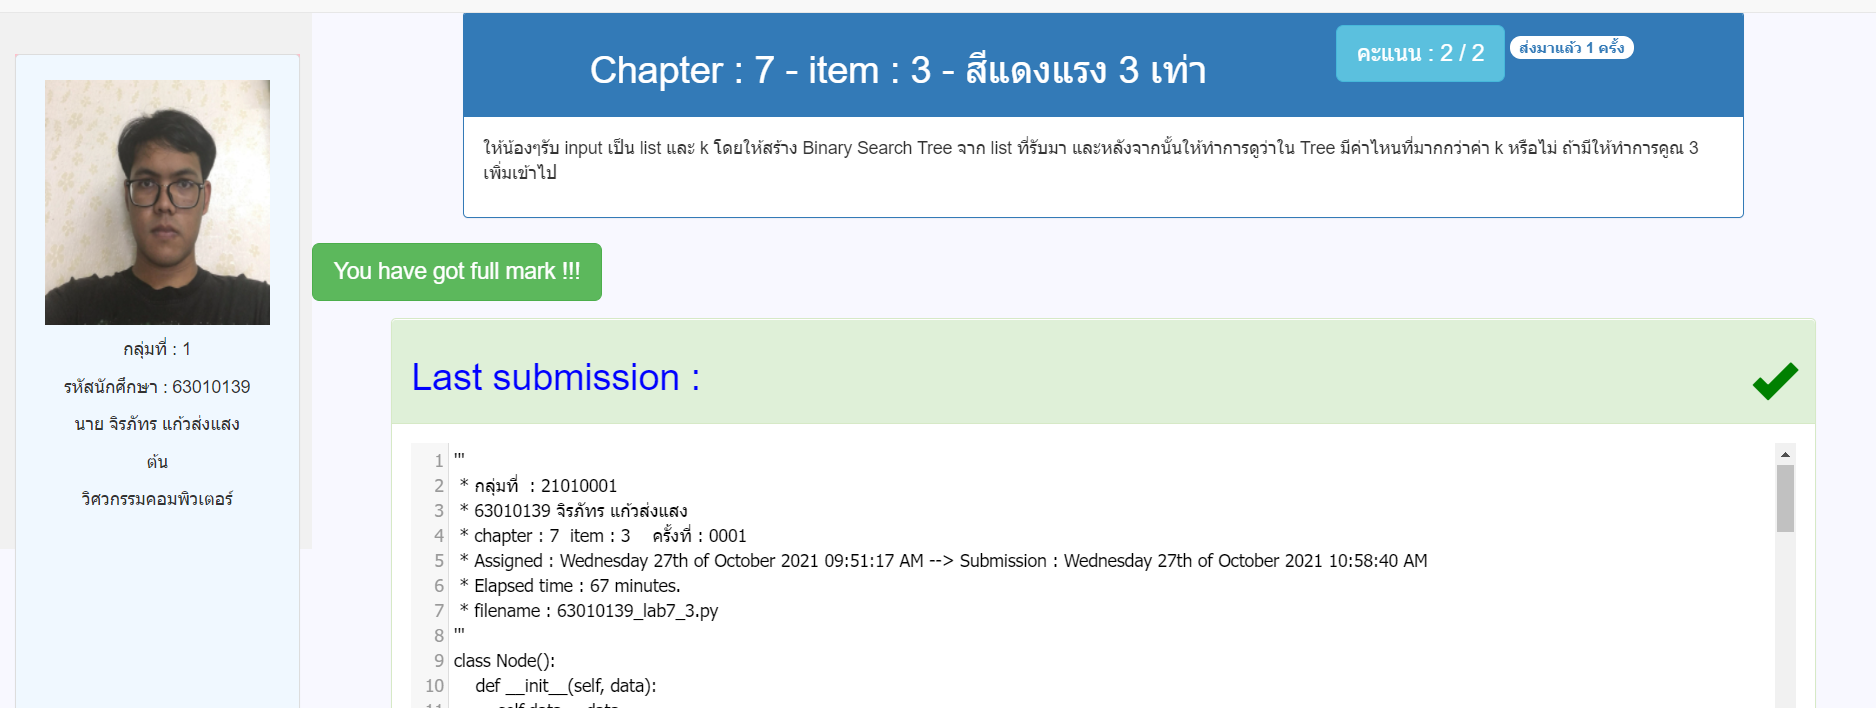 Chapter : 7 - item : 3 - สีแดงแรง 3 เท่า
คะแนน : 2 / 2
ส่งมาแล้ว 1 ครั้ง
ให้น้องๆรับ input เป็น list และ k โดยให้สร้าง Binary Search Tree จาก list ที่รับมา และหลังจากนั้นให้ทำการดูว่าใน Tree มีค่าไหนที่มากกว่าค่า k หรือไม่ ถ้ามีให้ทำการคูณ 3
เพิ่มเข้าไป
กลุ่มที่ : 1
รหัสนักศึกษา : 63010139
นาย จิรภัทร แก้วส่งแสง
ต้น
วิศวกรรมคอมพิวเตอร์
You have got full mark !!!
Last submission :
1 '''
2 * กลุ่มที่ : 21010001
3 * 63010139 จิรภัทร แก้วส่งแสง
4 * chapter : 7 item : 3 ครั้งที่ : 0001
5 * Assigned : Wednesday 27th of October 2021 09:51:17 AM --> Submission : Wednesday 27th of October 2021 10:58:40 AM
6 * Elapsed time : 67 minutes.
7 * filename : 63010139_lab7_3.py
8 '''
9 class Node():
10 def __init__(self, data):